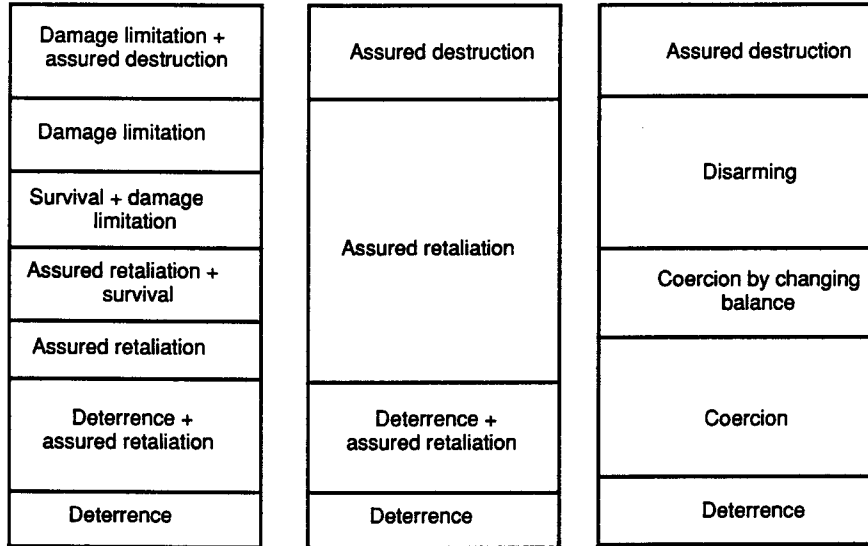 Damage limitation +
assured destruction
Damage limitation
Survival + damage
limitation
Assured retaliation +
survival
Assured retaliation
Deterrence +
assured retaliation
Deterrence
Assured destruction
Assured retaliation
Deterrence +
assured retaliation
Deterrence
Assured destruction
Disarming
Coercion by changing
balance
Coercion
Deterrence